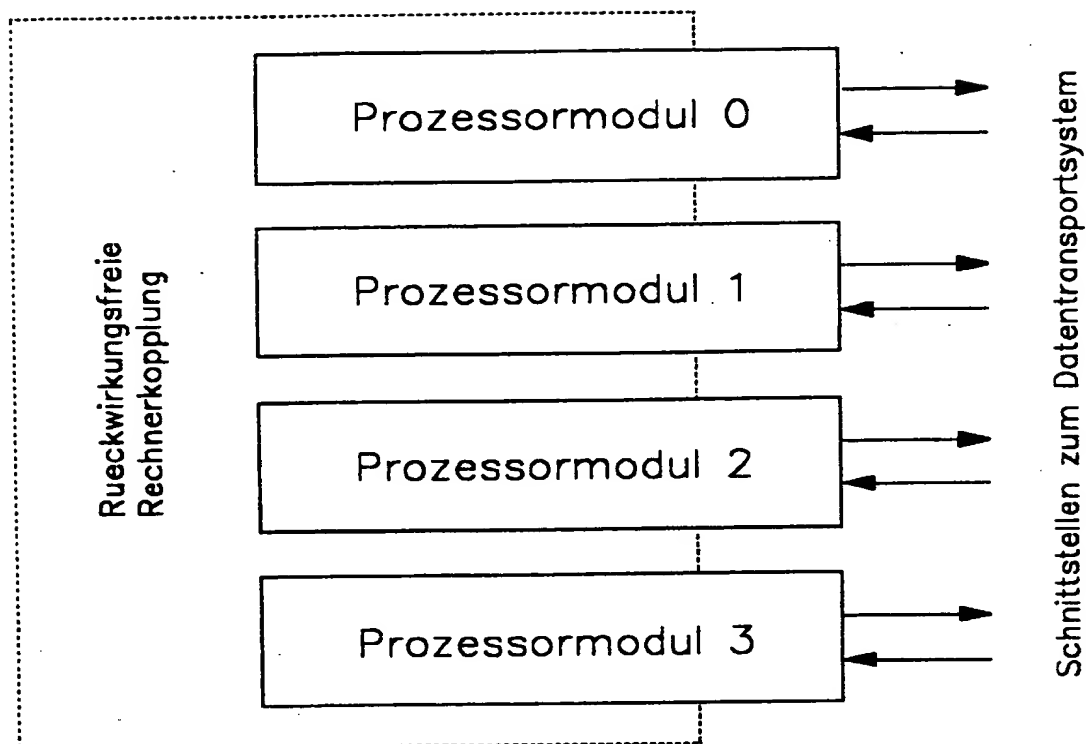 Rueckwirkungsfreie
Rechnerkopplung
Prozessormodul 0
Prozessormodul 1
Prozessormodul 2
Prozessormodul 3
Schnittstellen zum Datentransportsystem